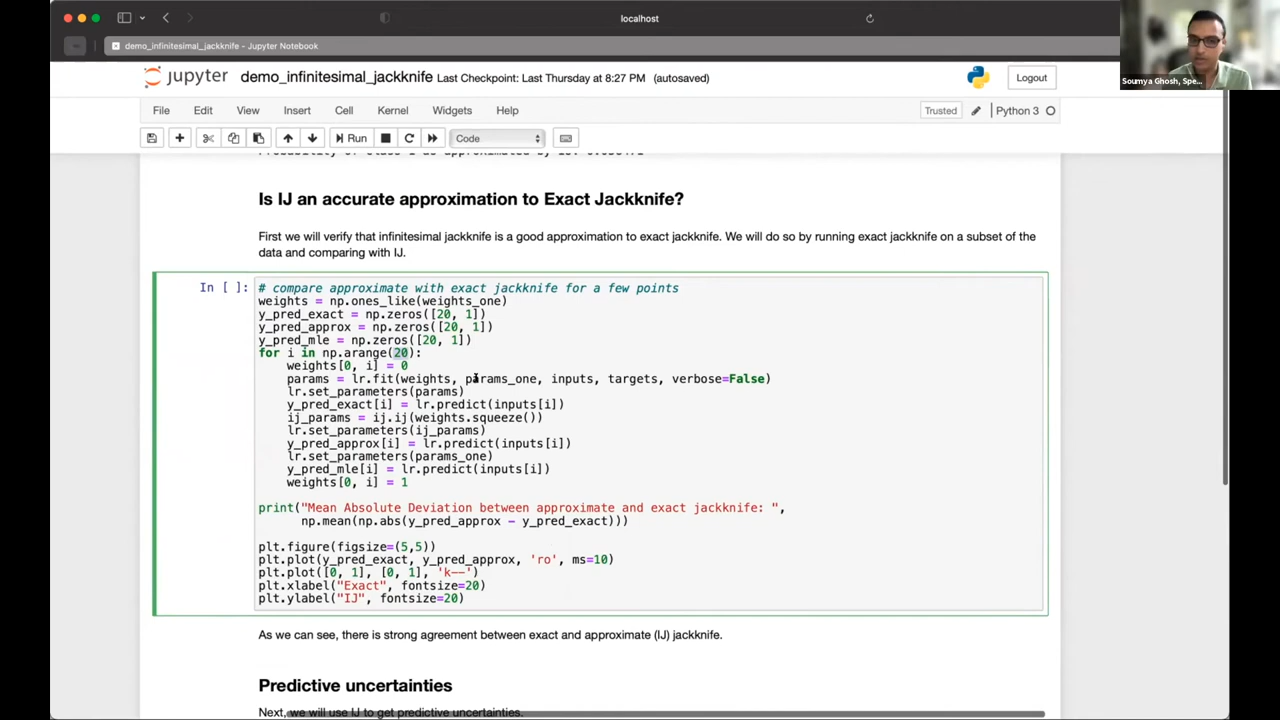 localhost
demo_infinitesimal_jackknife - Jupyter Notebook
Soumya Ghosh, Spe...
jupyter demo_infinitesimal_jackknife Last Checkpoint: Last Thursday at 8:27 PM (autosaved)
Logout
File Edit View Insert Cell Kernel Widgets Help
Trusted Python 3
Run Code
Is IJ an accurate approximation to Exact Jackknife?
First we will verify that infinitesimal jackknife is a good approximation to exact jackknife. We will do so by running exact jackknife on a subset of the
data and comparing with IJ.
In [ ]: # compare approximate with exact jackknife for a few points
weights = np.ones_like(weights_one)
y_pred_exact = np.zeros([20, 1])
y_pred_approx = np.zeros([20, 1])
y_pred_mle = np.zeros([20, 1])
for i in np.arange(20):
    weights[0, i] = 0
    params = lr.fit(weights, params_one, inputs, targets, verbose=False)
    lr.set_parameters(params)
    y_pred_exact[i] = lr.predict(inputs[i])
    ij_params = ij.ij(weights.squeeze())
    lr.set_parameters(ij_params)
    y_pred_approx[i] = lr.predict(inputs[i])
    lr.set_parameters(params_one)
    y_pred_mle[i] = lr.predict(inputs[i])
    weights[0, i] = 1
print("Mean Absolute Deviation between approximate and exact jackknife: ",
      np.mean(np.abs(y_pred_approx - y_pred_exact)))
plt.figure(figsize=(5,5))
plt.plot(y_pred_exact, y_pred_approx, 'ro', ms=10)
plt.plot([0, 1], [0, 1], 'k--')
plt.xlabel("Exact", fontsize=20)
plt.ylabel("IJ", fontsize=20)
As we can see, there is strong agreement between exact and approximate (IJ) jackknife.
Predictive uncertainties
Next, we will use IJ to get predictive uncertainties.